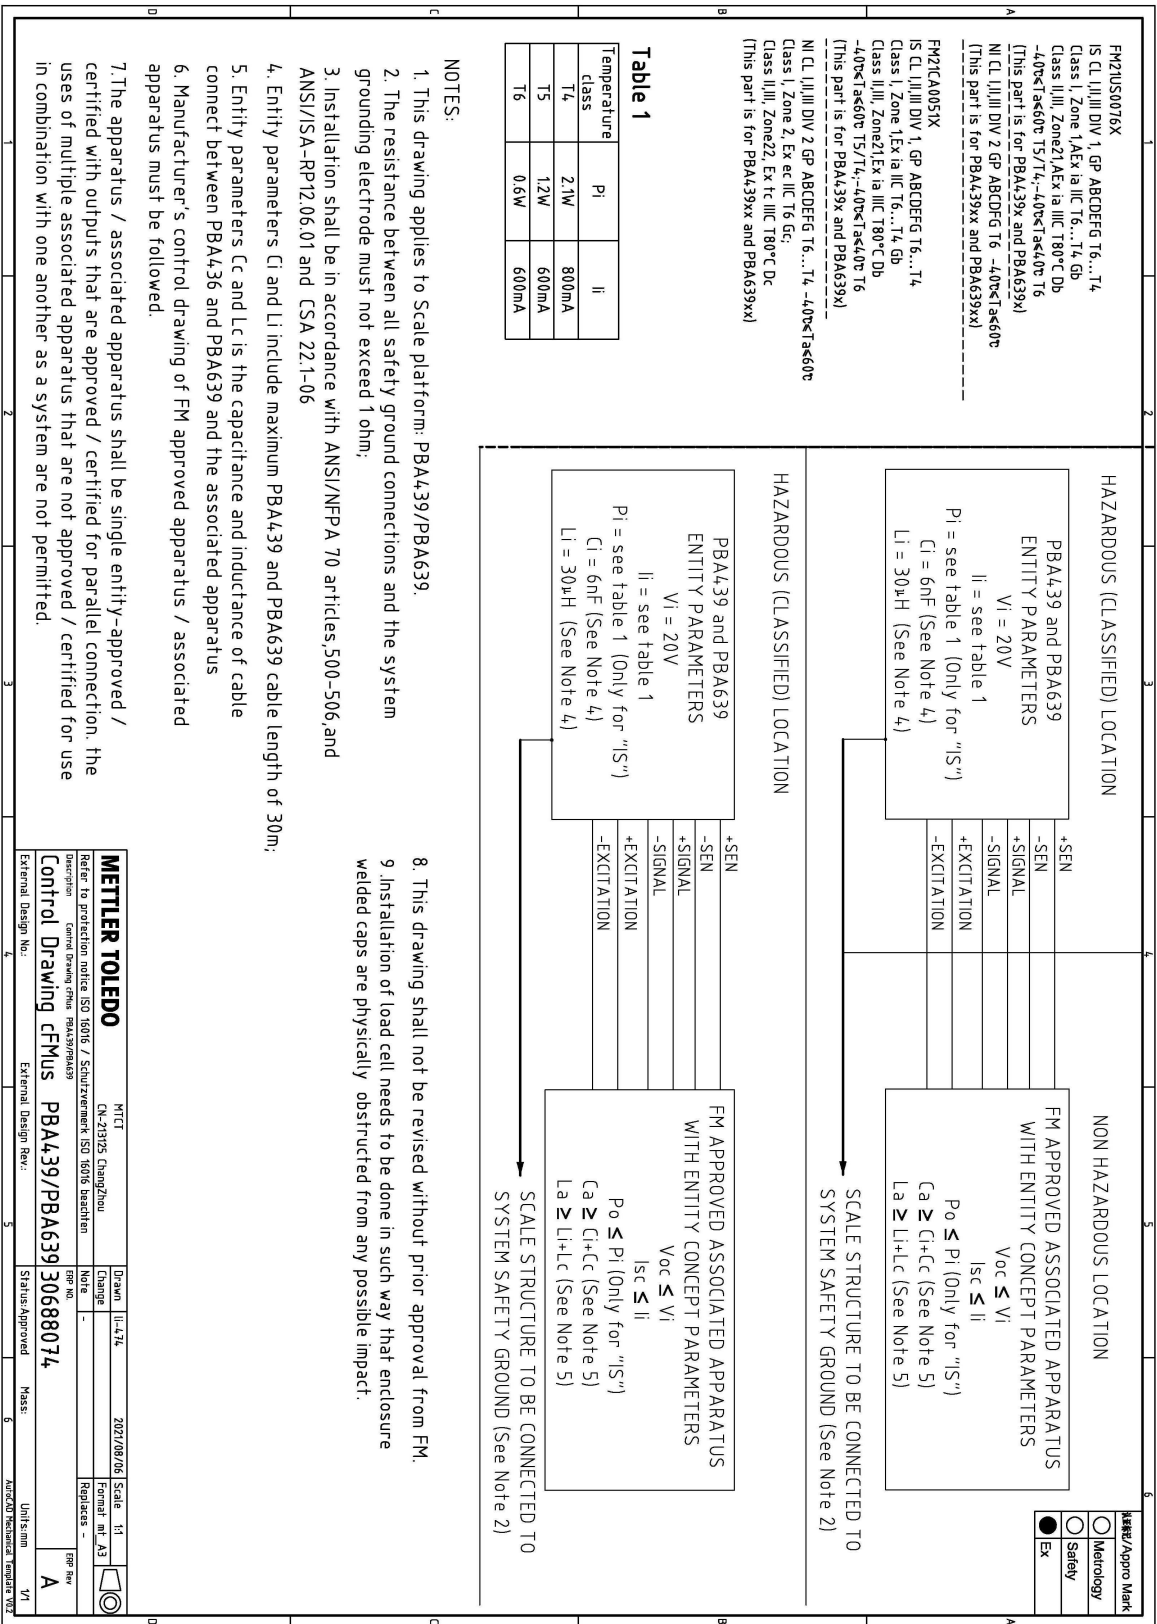 FM21US0076X
IS CL I,II,III DIV 1, GP ABCDEFG T6...T4
Class I, Zone 1,AEx ia IIC T6...T4 Gb
Class II,III, Zone21,AEx ia IIIC T80°C Db
-40℃≤Ta≤60℃ T5/T4;-40℃≤Ta≤40℃ T6
(This part is for PBA439x and PBA639x)
NI CL I,II,III DIV 2 GP ABCDFG T6 -40℃≤Ta≤60℃
(This part is for PBA439xx and PBA639xx)
FM21CA0051X
IS CL I,II,III DIV 1, GP ABCDEFG T6...T4
Class I, Zone 1,Ex ia IIC T6...T4 Gb
Class II,III, Zone21,Ex ia IIIC T80°C Db
-40℃≤Ta≤60℃ T5/T4;-40℃≤Ta≤40℃ T6
(This part is for PBA439x and PBA639x)
NI CL I,II,III DIV 2 GP ABCDEFG T6...T4 -40℃≤Ta≤60℃
Class I, Zone 2, Ex ec IIC T6 Gc;
Class II,III, Zone22, Ex tc IIIC T80°C Dc
(This part is for PBA439xx and PBA639xx)
Table 1
Temperature class Pi Ii
T4 2.1W 800mA
T5 1.2W 600mA
T6 0.6W 600mA
HAZARDOUS (CLASSIFIED) LOCATION
NON HAZARDOUS LOCATION
PBA439 and PBA639
ENTITY PARAMETERS
Vi = 20V
Ii = see table 1
Pi = see table 1 (Only for "IS")
Ci = 6nF (See Note 4)
Li = 30μH (See Note 4)
+SEN
-SEN
+SIGNAL
-SIGNAL
+EXCITATION
-EXCITATION
FM APPROVED ASSOCIATED APPARATUS
WITH ENTITY CONCEPT PARAMETERS
Voc ≤ Vi
Isc ≤ Ii
Po ≤ Pi (Only for "IS")
Ca ≥ Ci+Cc (See Note 5)
La ≥ Li+Lc (See Note 5)
SCALE STRUCTURE TO BE CONNECTED TO
SYSTEM SAFETY GROUND (See Note 2)
HAZARDOUS (CLASSIFIED) LOCATION
PBA439 and PBA639
ENTITY PARAMETERS
Vi = 20V
Ii = see table 1
Pi = see table 1 (Only for "IS")
Ci = 6nF (See Note 4)
Li = 30μH (See Note 4)
+SEN
-SEN
+SIGNAL
-SIGNAL
+EXCITATION
-EXCITATION
FM APPROVED ASSOCIATED APPARATUS
WITH ENTITY CONCEPT PARAMETERS
Voc ≤ Vi
Isc ≤ Ii
Po ≤ Pi (Only for "IS")
Ca ≥ Ci+Cc (See Note 5)
La ≥ Li+Lc (See Note 5)
SCALE STRUCTURE TO BE CONNECTED TO
SYSTEM SAFETY GROUND (See Note 2)
/Appro Mark
Metrology
Safety
Ex
NOTES:
1. This drawing applies to Scale platform: PBA439/PBA639.
2. The resistance between all safety ground connections and the system
grounding electrode must not exceed 1 ohm;
3. Installation shall be in accordance with ANSI/NFPA 70 articles,500-506,and
ANSI/ISA-RP12.06.01 and CSA 22.1-06
4. Entity parameters Ci and Li include maximum PBA439 and PBA639 cable length of 30m;
5. Entity parameters Cc and Lc is the capacitance and inductance of cable
connect between PBA436 and PBA639 and the associated apparatus
6. Manufacturer's control drawing of FM approved apparatus / associated
apparatus must be followed.
7.The apparatus / associated apparatus shall be single entity-approved /
certified with outputs that are approved / certified for parallel connection. the
uses of multiple associated apparatus that are not approved / certified for use
in combination with one another as a system are not permitted.
8. This drawing shall not be revised without prior approval from FM.
9 .Installation of load cell needs to be done in such way that enclosure
welded caps are physically obstructed from any possible impact.
METTLER TOLEDO
MTCT
CN-213125 ChangZhou
Refer to protection notice ISO 16016 / Schutzvermerk ISO 16016 beachten
Description Control Drawing cFMus PBA439/PBA639
Control Drawing cFMus PBA439/PBA639
External Design No.: External Design Rev.:
Drawn li-474 2021/08/06
Change
Note -
Scale 1:1
Format mt_A3
Replaces -
ERP NO.
30688074
ERP Rev
A
Status:Approved Mass: Units:mm 1/1
AutoCAD Mechanical Template V0.2
1 2 3 4 5 6
A B C D